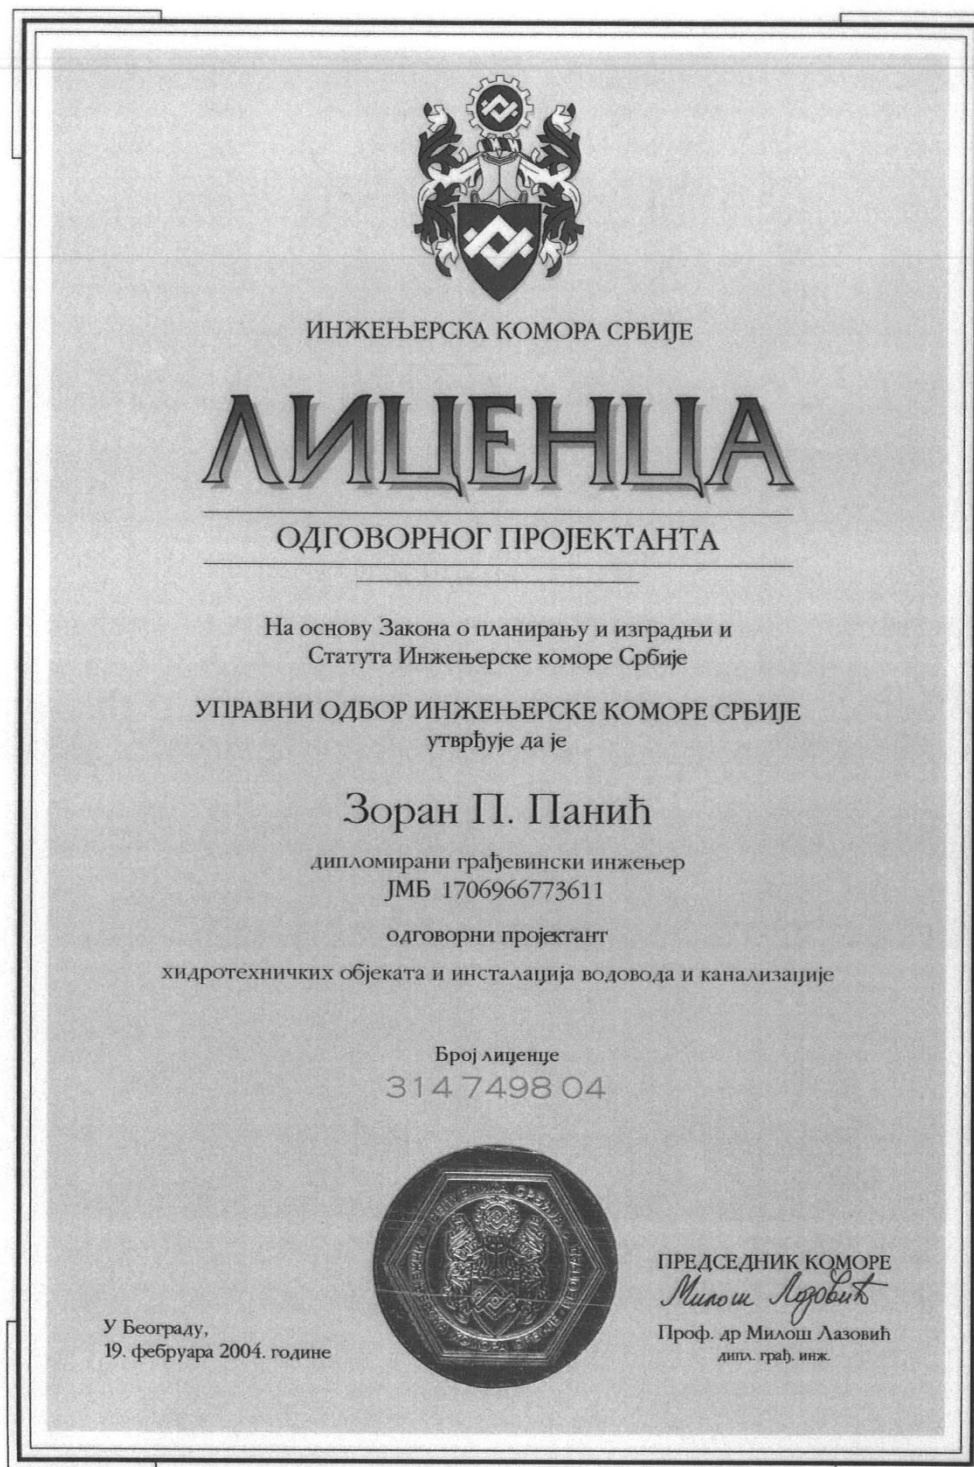 ИНЖЕЊЕРСКА КОМОРА СРБИЈЕ
ЛИЦЕНЦА
ОДГОВОРНОГ ПРОЈЕКТАНТА
На основу Закона о планирању и изградњи и
Статута Инжењерске коморе Србије
УПРАВНИ ОДБОР ИНЖЕЊЕРСКЕ КОМОРЕ СРБИЈЕ
утврђује да је
Зоран П. Панић
дипломирани грађевински инжењер
ЈМБ 1706966773611
одговорни пројектант
хидротехничких објеката и инсталација водовода и канализације
Број лиценце
314 7498 04
ПРЕДСЕДНИК КОМОРЕ
Милош Лазовић
Проф. др Милош Лазовић
дипл. грађ. инж.
У Београду,
19. фебруара 2004. године